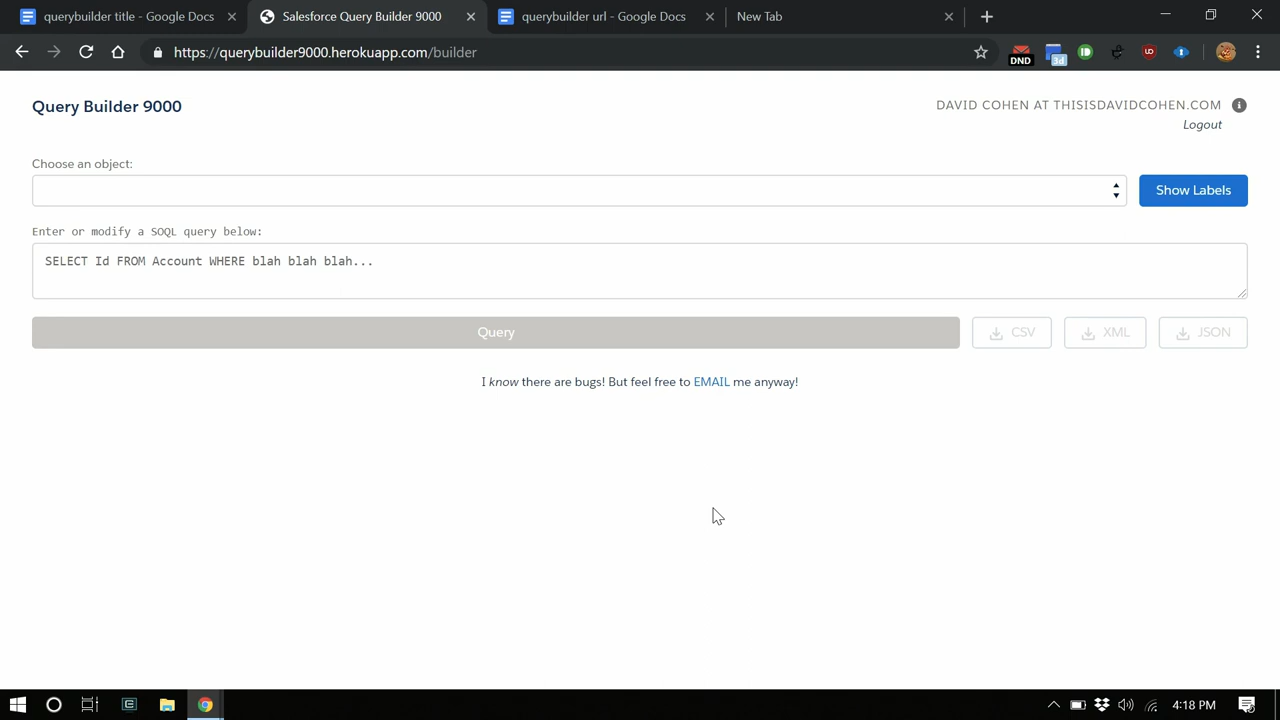 querybuilder title - Google Docs
Salesforce Query Builder 9000
querybuilder url - Google Docs
New Tab
https://querybuilder9000.herokuapp.com/builder
DND
3d
UD
Query Builder 9000
DAVID COHEN AT THISISDAVIDCOHEN.COM
Logout
Choose an object:
Show Labels
Enter or modify a SOQL query below:
SELECT Id FROM Account WHERE blah blah blah...
Query
CSV
XML
JSON
I know there are bugs! But feel free to EMAIL me anyway!
4:18 PM